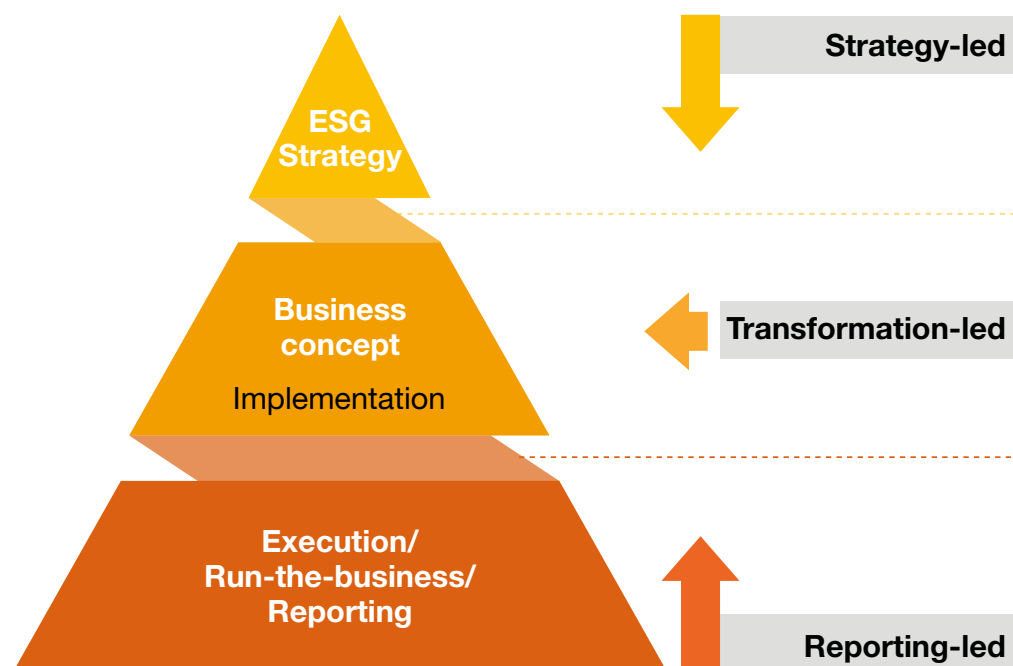 ESG
Strategy
Strategy-led
Business
concept
Implementation
Transformation-led
Execution/
Run-the-business/
Reporting
Reporting-led